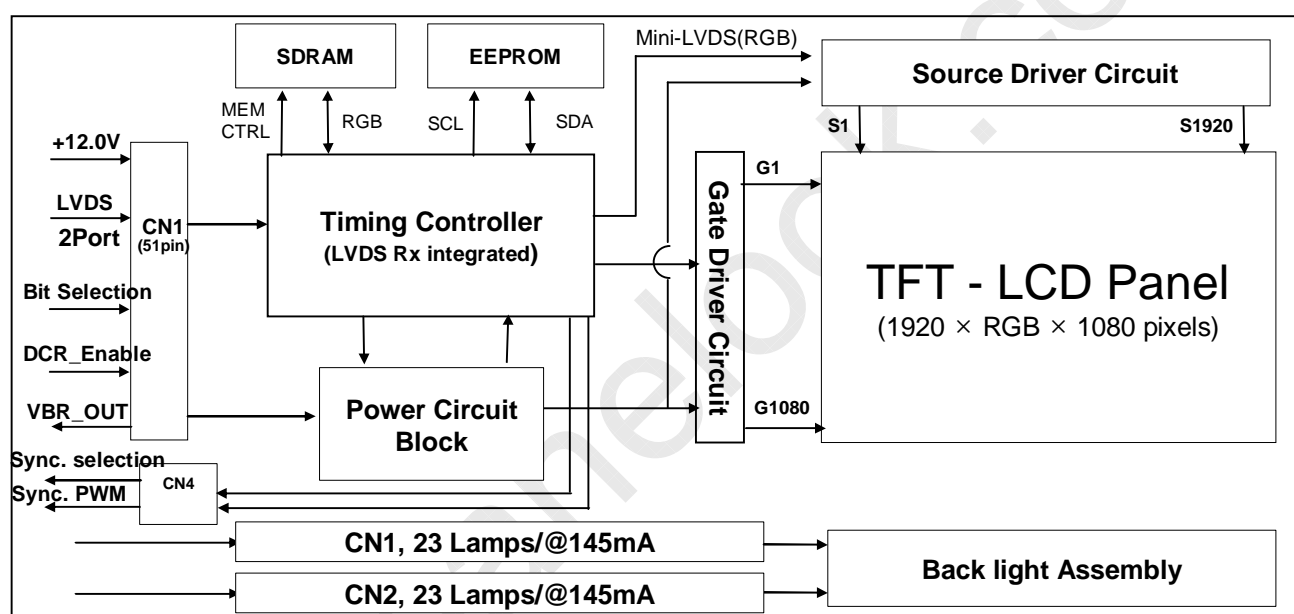 Mini-LVDS(RGB)
SDRAM
EEPROM
Source Driver Circuit
MEM
CTRL
RGB
SCL
SDA
S1
S1920
+12.0V
LVDS
2Port
CN1
(51pin)
Timing Controller
(LVDS Rx integrated)
Gate Driver Circuit
G1
TFT - LCD Panel
(1920 × RGB × 1080 pixels)
Bit Selection
DCR_Enable
VBR_OUT
Power Circuit
Block
G1080
Sync. selection
Sync. PWM
CN4
CN1, 23 Lamps/@145mA
CN2, 23 Lamps/@145mA
Back light Assembly